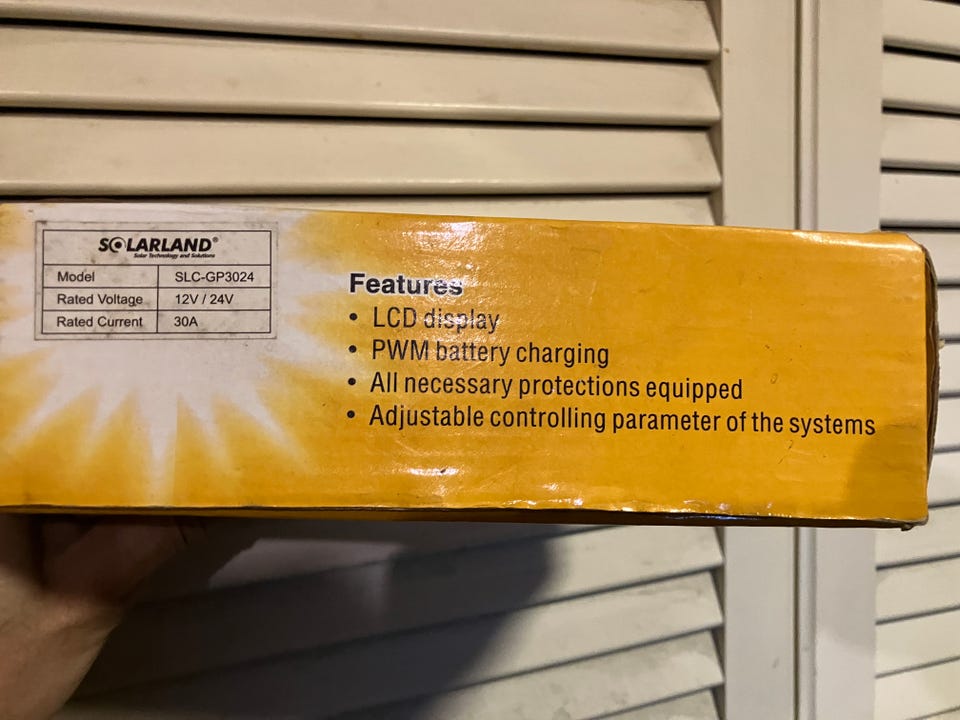 SOLARLAND®
Solar Technology and Solutions
Model SLC-GP3024
Rated Voltage 12V / 24V
Rated Current 30A
Features
• LCD display
• PWM battery charging
• All necessary protections equipped
• Adjustable controlling parameter of the systems